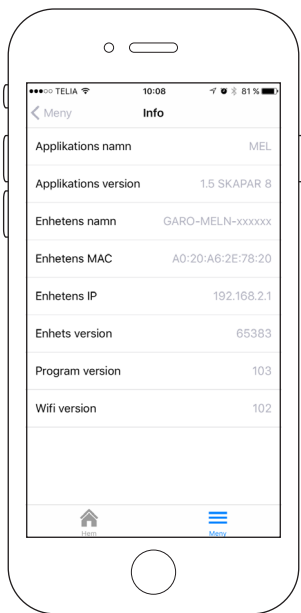 TELIA 10:08 81 %
Meny Info
Applikations namn MEL
Applikations version 1.5 SKAPAR 8
Enhetens namn GARO-MELN-xxxxxx
Enhetens MAC A0:20:A6:2E:78:20
Enhetens IP 192.168.2.1
Enhets version 65383
Program version 103
Wifi version 102
Hem Meny